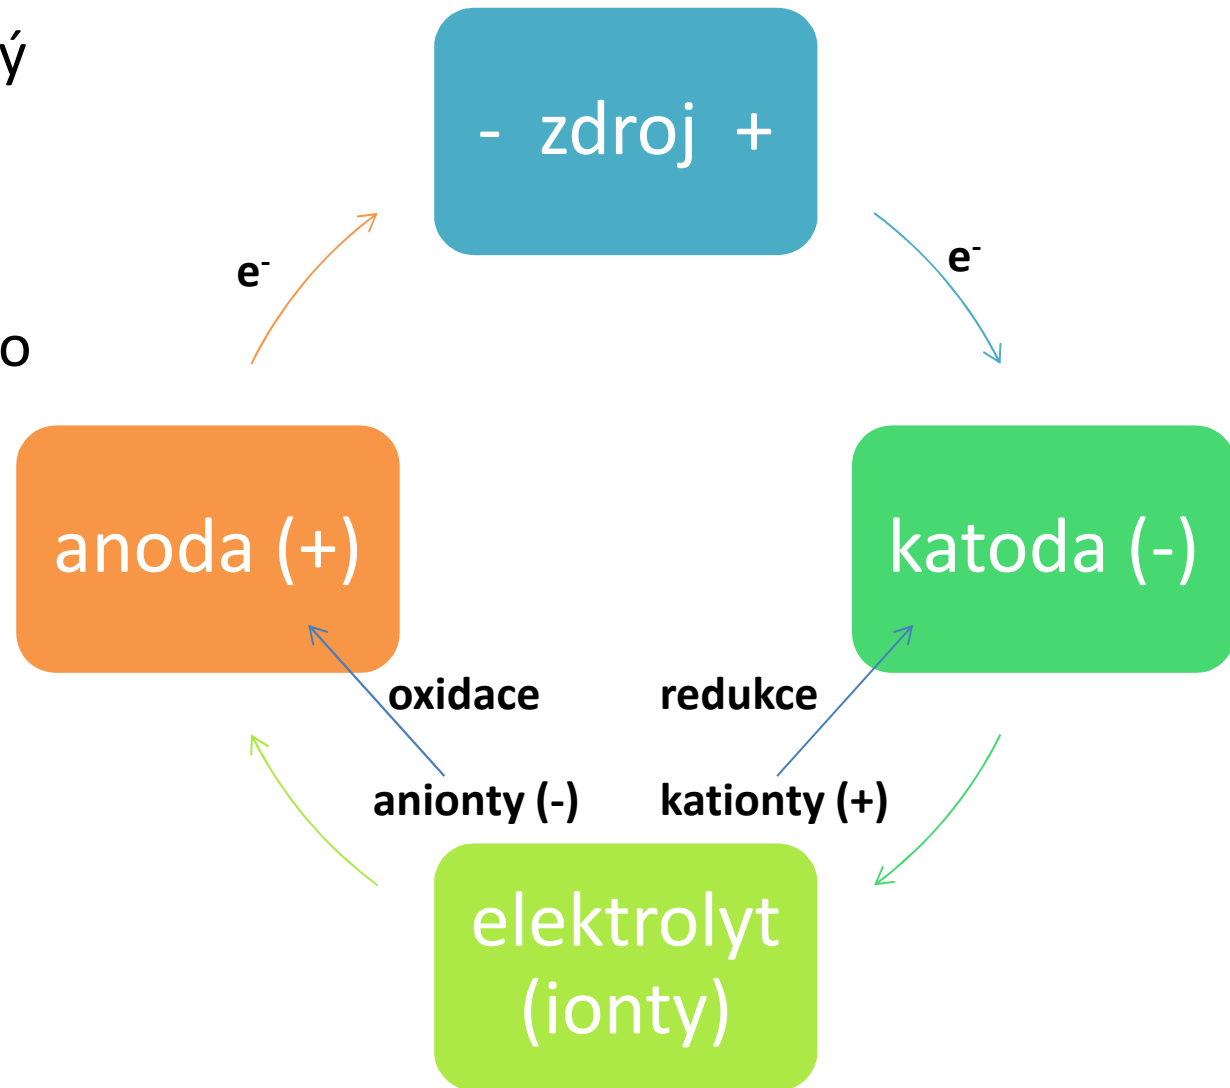 ý
- zdroj +
e-
e-
o
anoda (+)
katoda (-)
oxidace
redukce
anionty (-)
kationty (+)
elektrolyt
(ionty)